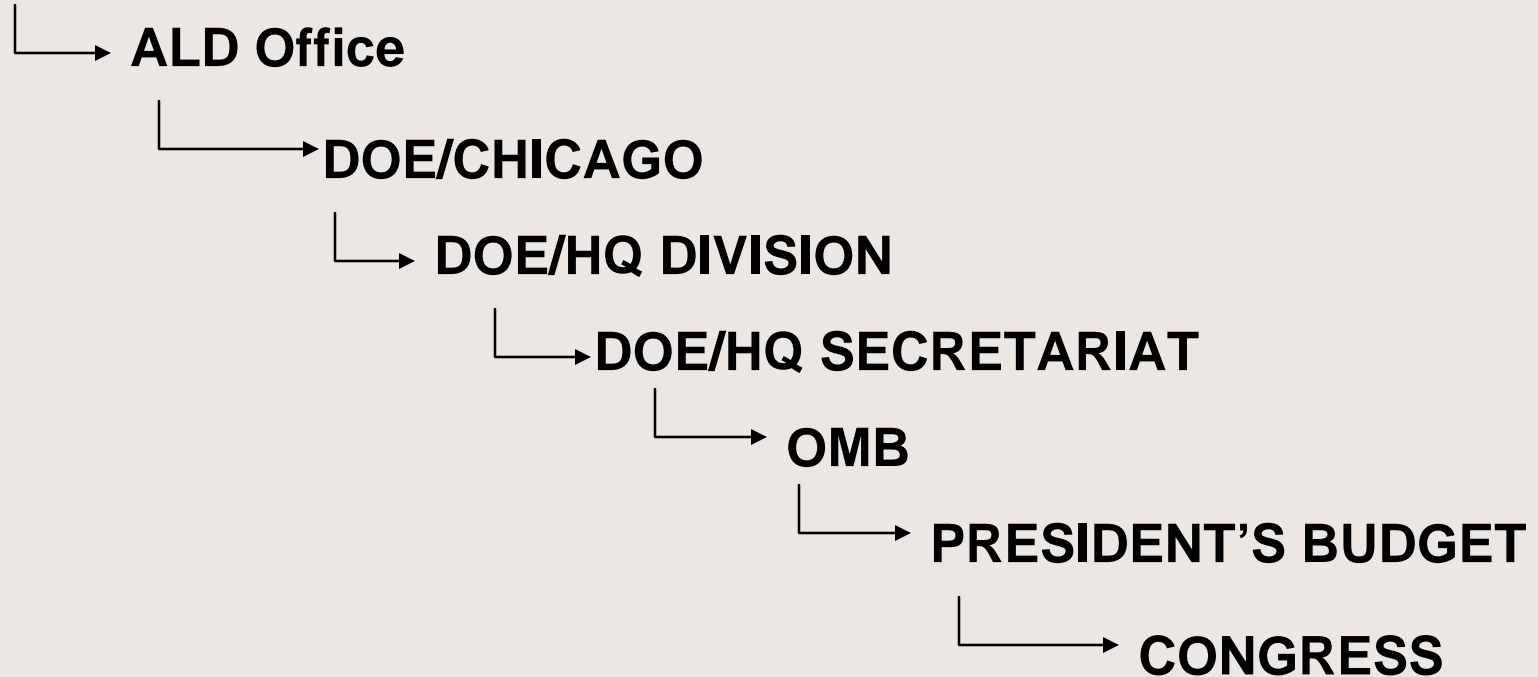 ALD Office
DOE/CHICAGO
DOE/HQ DIVISION
DOE/HQ SECRETARIAT
OMB
PRESIDENT’S BUDGET
CONGRESS